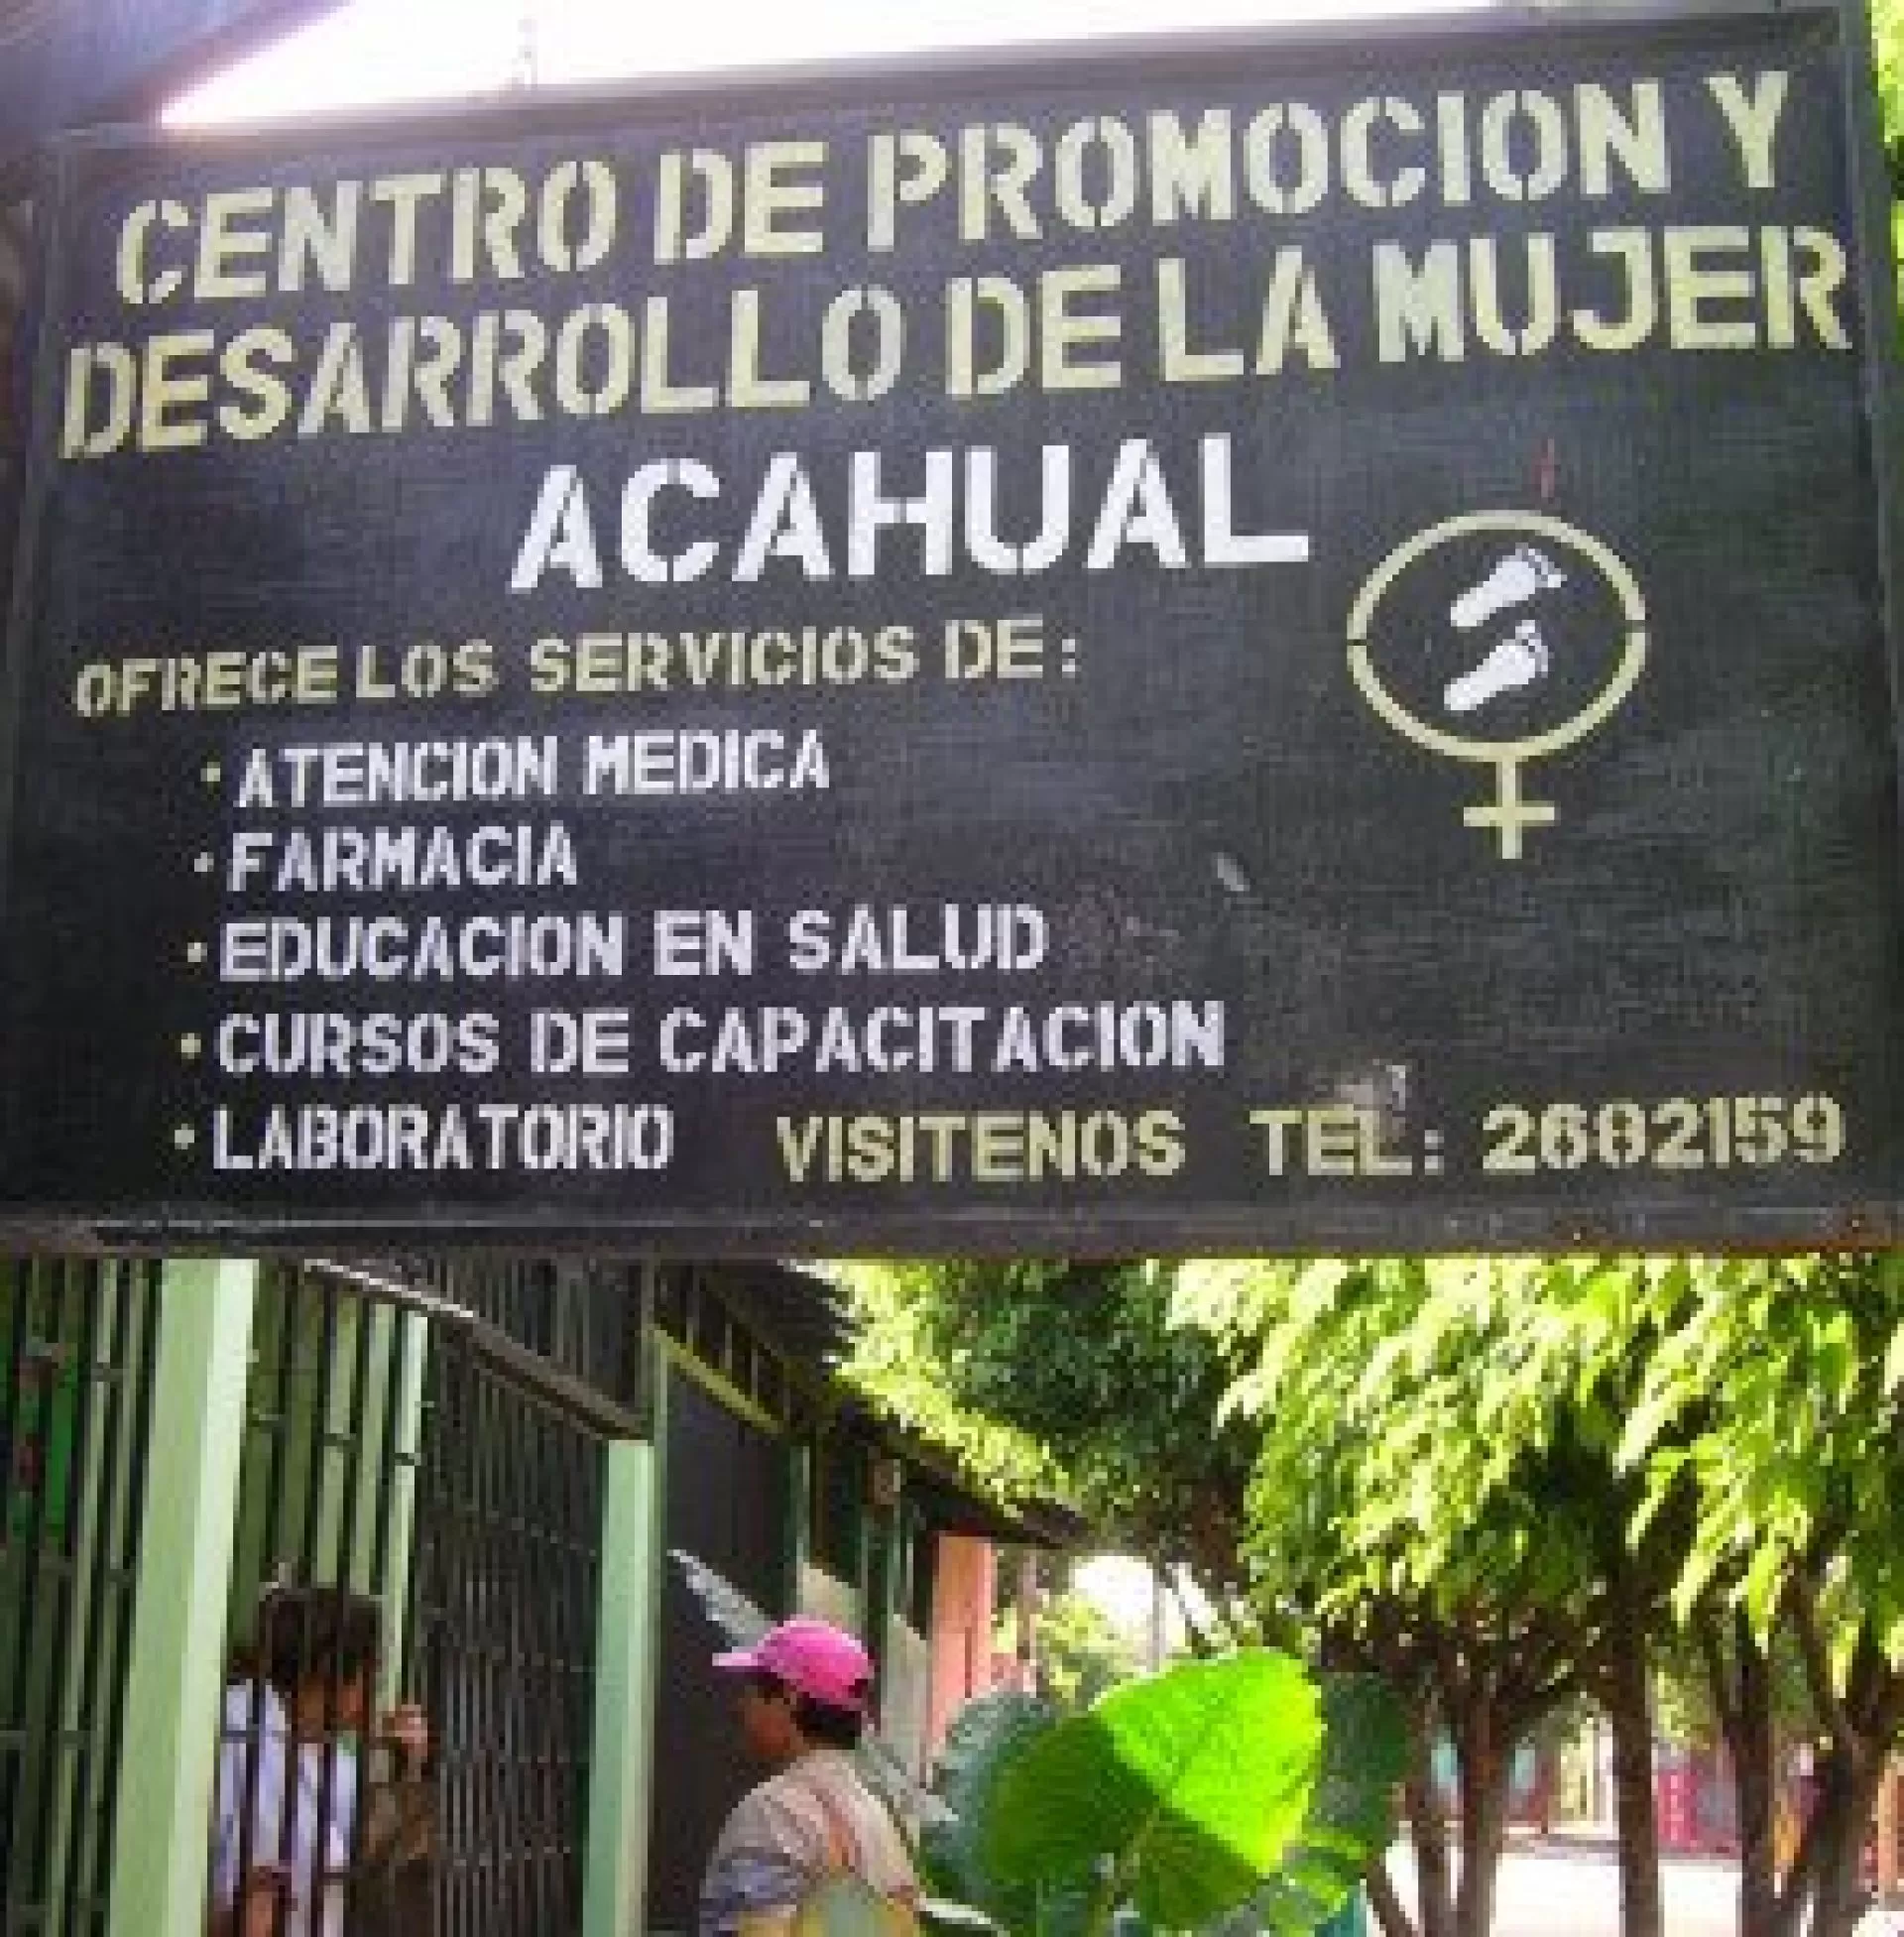 CENTRO DE PROMOCION Y
DESARROLLO DE LA MUJER
ACAHUAL
OFRECE LOS SERVICIOS DE:
• ATENCION MEDICA
• FARMACIA
• EDUCACION EN SALUD
• CURSOS DE CAPACITACION
• LABORATORIO VISITENOS TEL: 2682159